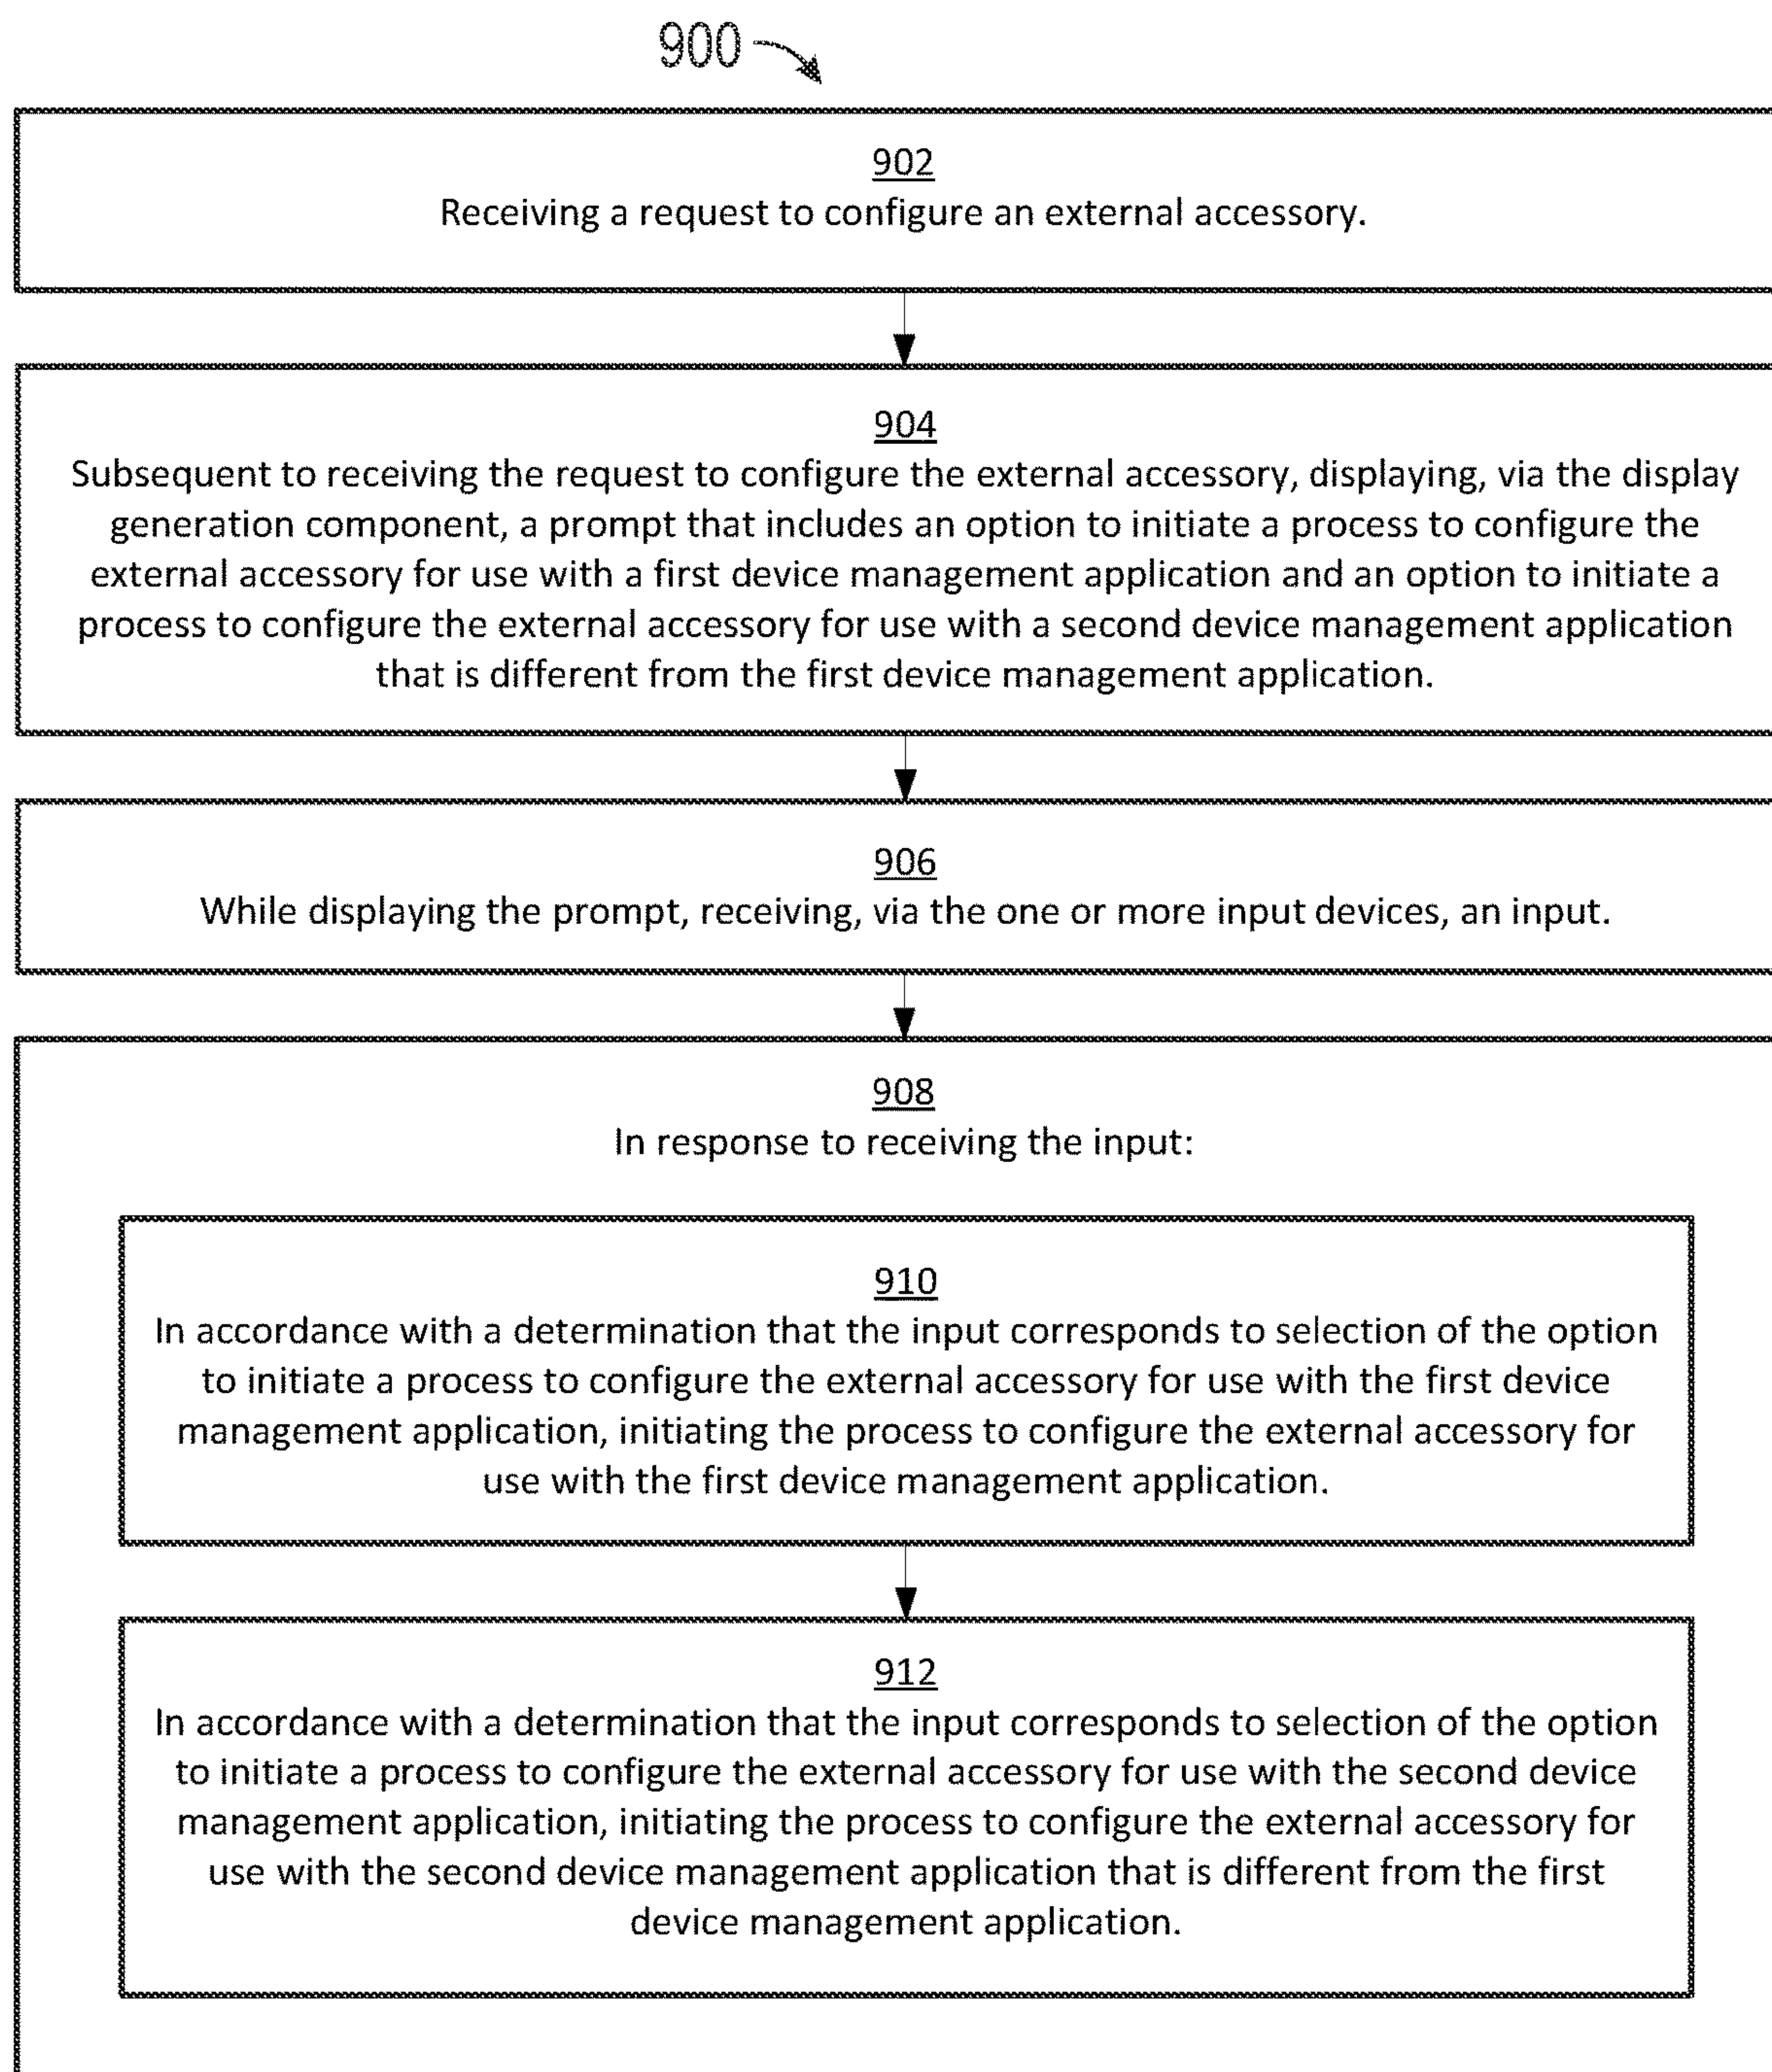 900
902
Receiving a request to configure an external accessory.
904
Subsequent to receiving the request to configure the external accessory, displaying, via the display
generation component, a prompt that includes an option to initiate a process to configure the
external accessory for use with a first device management application and an option to initiate a
process to configure the external accessory for use with a second device management application
that is different from the first device management application.
906
While displaying the prompt, receiving, via the one or more input devices, an input.
908
In response to receiving the input:
910
In accordance with a determination that the input corresponds to selection of the option
to initiate a process to configure the external accessory for use with the first device
management application, initiating the process to configure the external accessory for
use with the first device management application.
912
In accordance with a determination that the input corresponds to selection of the option
to initiate a process to configure the external accessory for use with the second device
management application, initiating the process to configure the external accessory for
use with the second device management application that is different from the first
device management application.